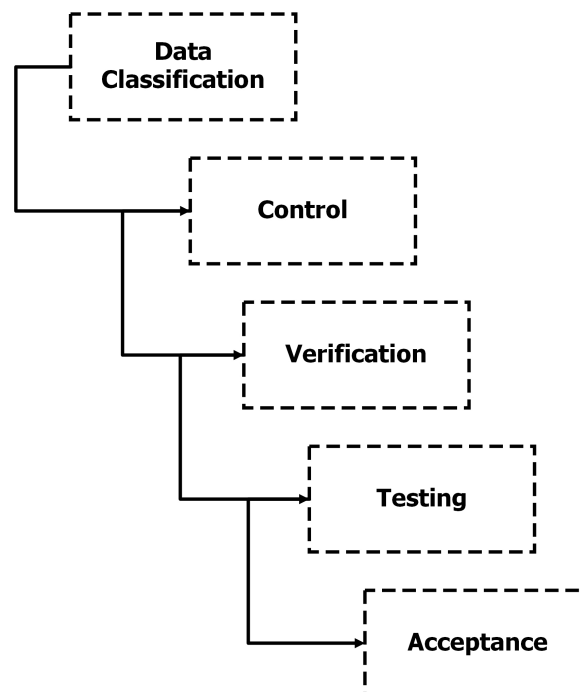 Data
Classification
Control
Verification
Testing
Acceptance